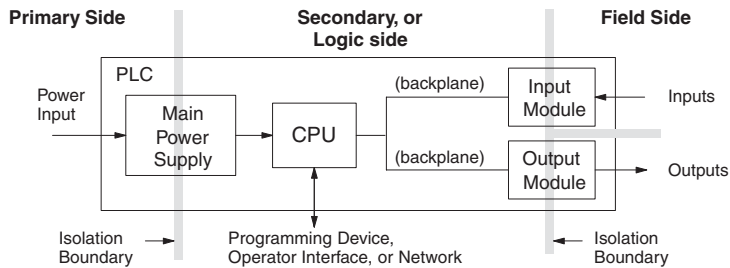 Primary Side
Secondary, or
Logic side
Field Side
PLC
Power
Input
Main
Power
Supply
CPU
(backplane)
(backplane)
Input
Module
Output
Module
Inputs
Outputs
Isolation
Boundary
Programming Device,
Operator Interface, or Network
Isolation
Boundary